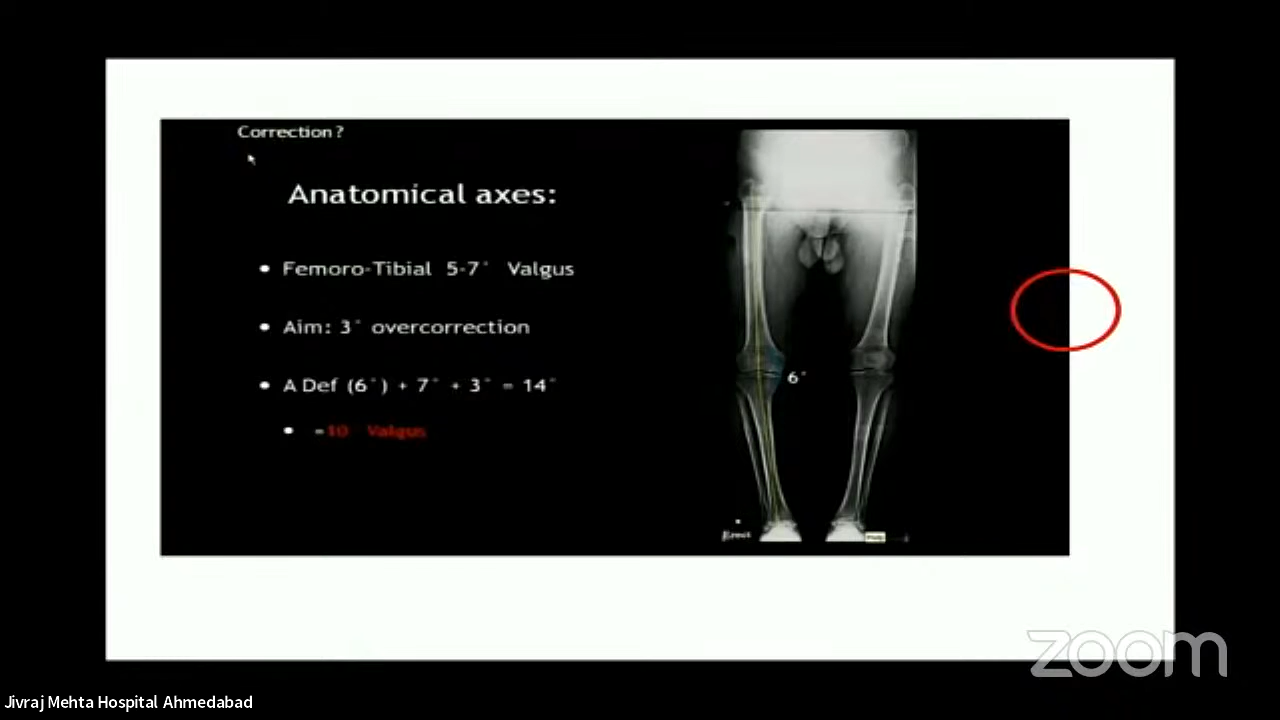 Correction?
Anatomical axes:
• Femoro-Tibial 5-7° Valgus
• Aim: 3° overcorrection
• A Def (6°) + 7° + 3° = 14°
• =10 Valgus
6°
Erect
zoom
Jivraj Mehta Hospital Ahmedabad